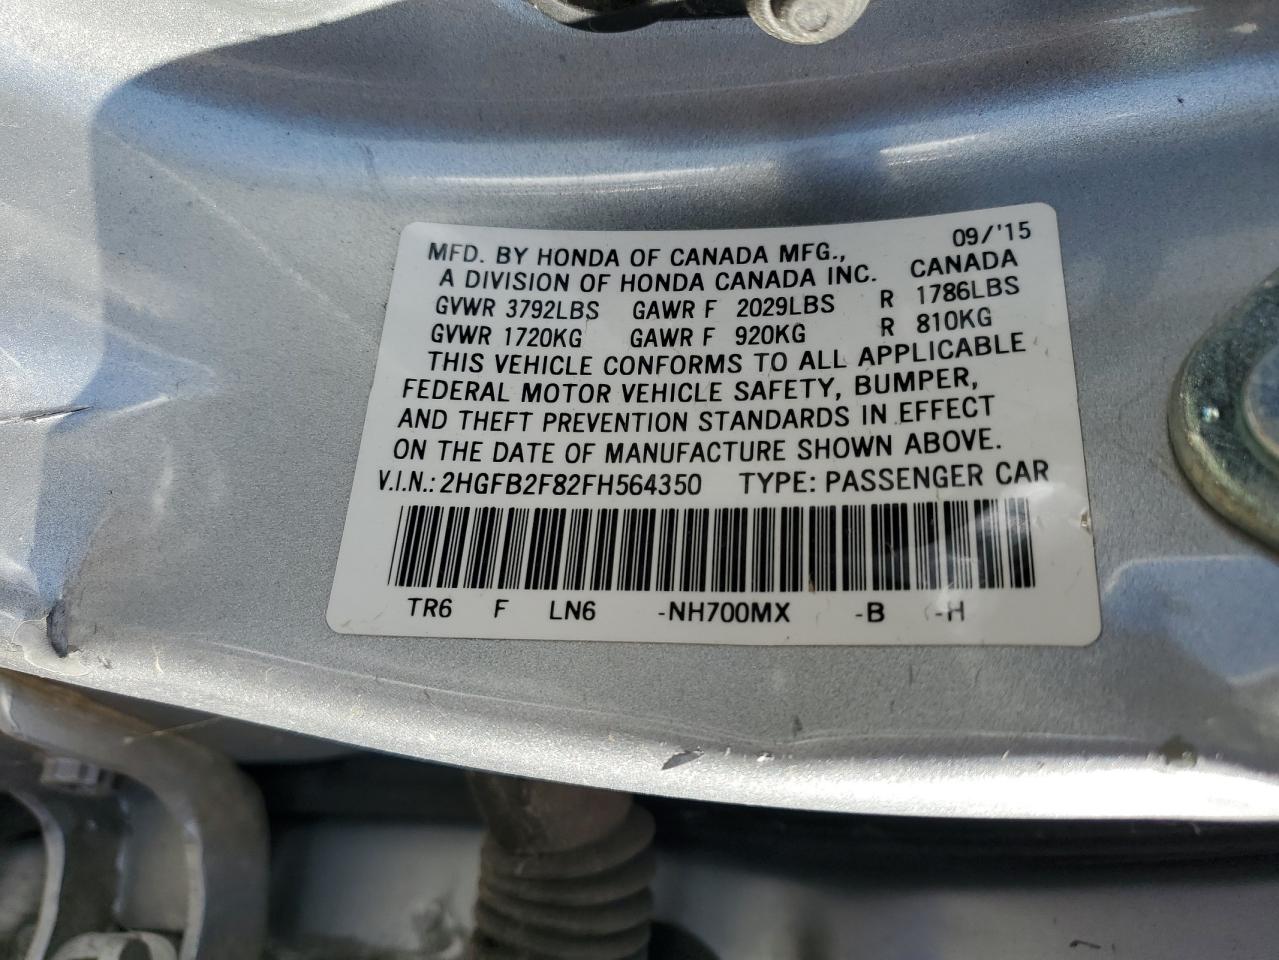 09/'15
MFD. BY HONDA OF CANADA MFG.,
A DIVISION OF HONDA CANADA INC. CANADA
GVWR 3792LBS GAWR F 2029LBS R 1786LBS
GVWR 1720KG GAWR F 920KG R 810KG
THIS VEHICLE CONFORMS TO ALL APPLICABLE
FEDERAL MOTOR VEHICLE SAFETY, BUMPER,
AND THEFT PREVENTION STANDARDS IN EFFECT
ON THE DATE OF MANUFACTURE SHOWN ABOVE.
V.I.N.: 2HGFB2F82FH564350 TYPE: PASSENGER CAR
TR6 F LN6 -NH700MX -B -H